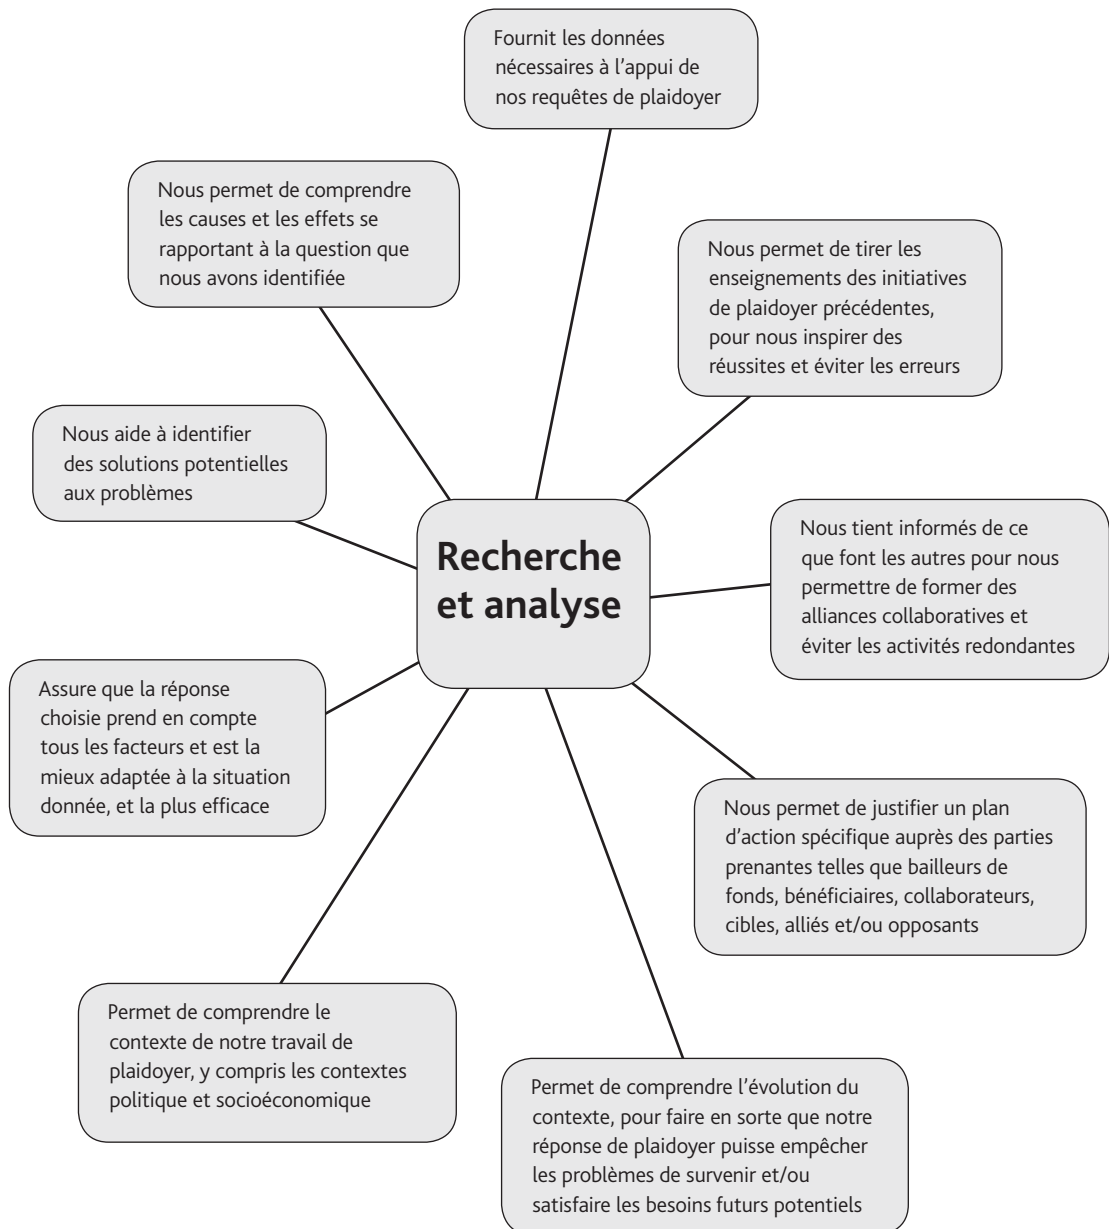 Fournit les données
nécessaires à l’appui de
nos requêtes de plaidoyer
Nous permet de comprendre
les causes et les effets se
rapportant à la question que
nous avons identifiée
Nous permet de tirer les
enseignements des initiatives
de plaidoyer précédentes,
pour nous inspirer des
réussites et éviter les erreurs
Nous aide à identifier
des solutions potentielles
aux problèmes
Recherche
et analyse
Nous tient informés de ce
que font les autres pour nous
permettre de former des
alliances collaboratives et
éviter les activités redondantes
Assure que la réponse
choisie prend en compte
tous les facteurs et est la
mieux adaptée à la situation
donnée, et la plus efficace
Nous permet de justifier un plan
d’action spécifique auprès des parties
prenantes telles que bailleurs de
fonds, bénéficiaires, collaborateurs,
cibles, alliés et/ou opposants
Permet de comprendre le
contexte de notre travail de
plaidoyer, y compris les contextes
politique et socioéconomique
Permet de comprendre l’évolution du
contexte, pour faire en sorte que notre
réponse de plaidoyer puisse empêcher
les problèmes de survenir et/ou
satisfaire les besoins futurs potentiels